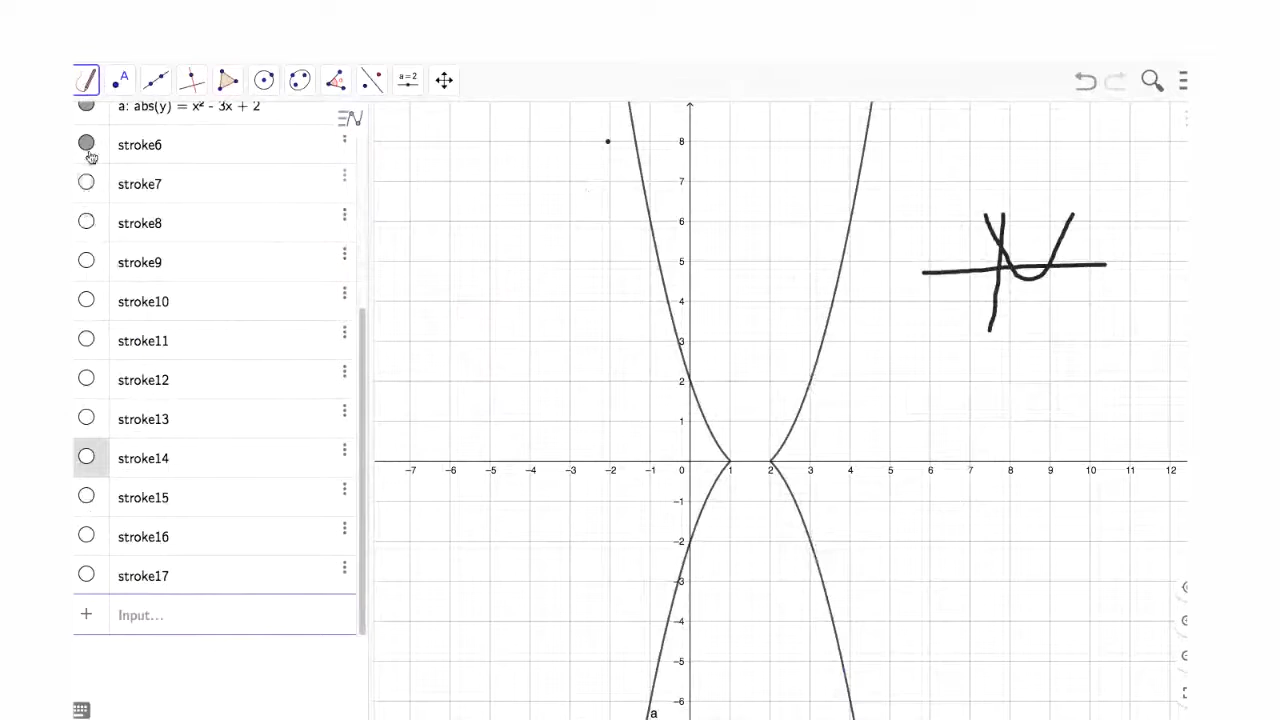 A
a=2
a: abs(y) = x² - 3x + 2
stroke6
stroke7
stroke8
stroke9
stroke10
stroke11
stroke12
stroke13
stroke14
stroke15
stroke16
stroke17
+ Input…
8
7
6
5
4
3
2
1
−7 −6 −5 −4 −3 −2 −1 0 1 2 3 4 5 6 7 8 9 10 11 12
−1
−2
−3
−4
−5
−6
a